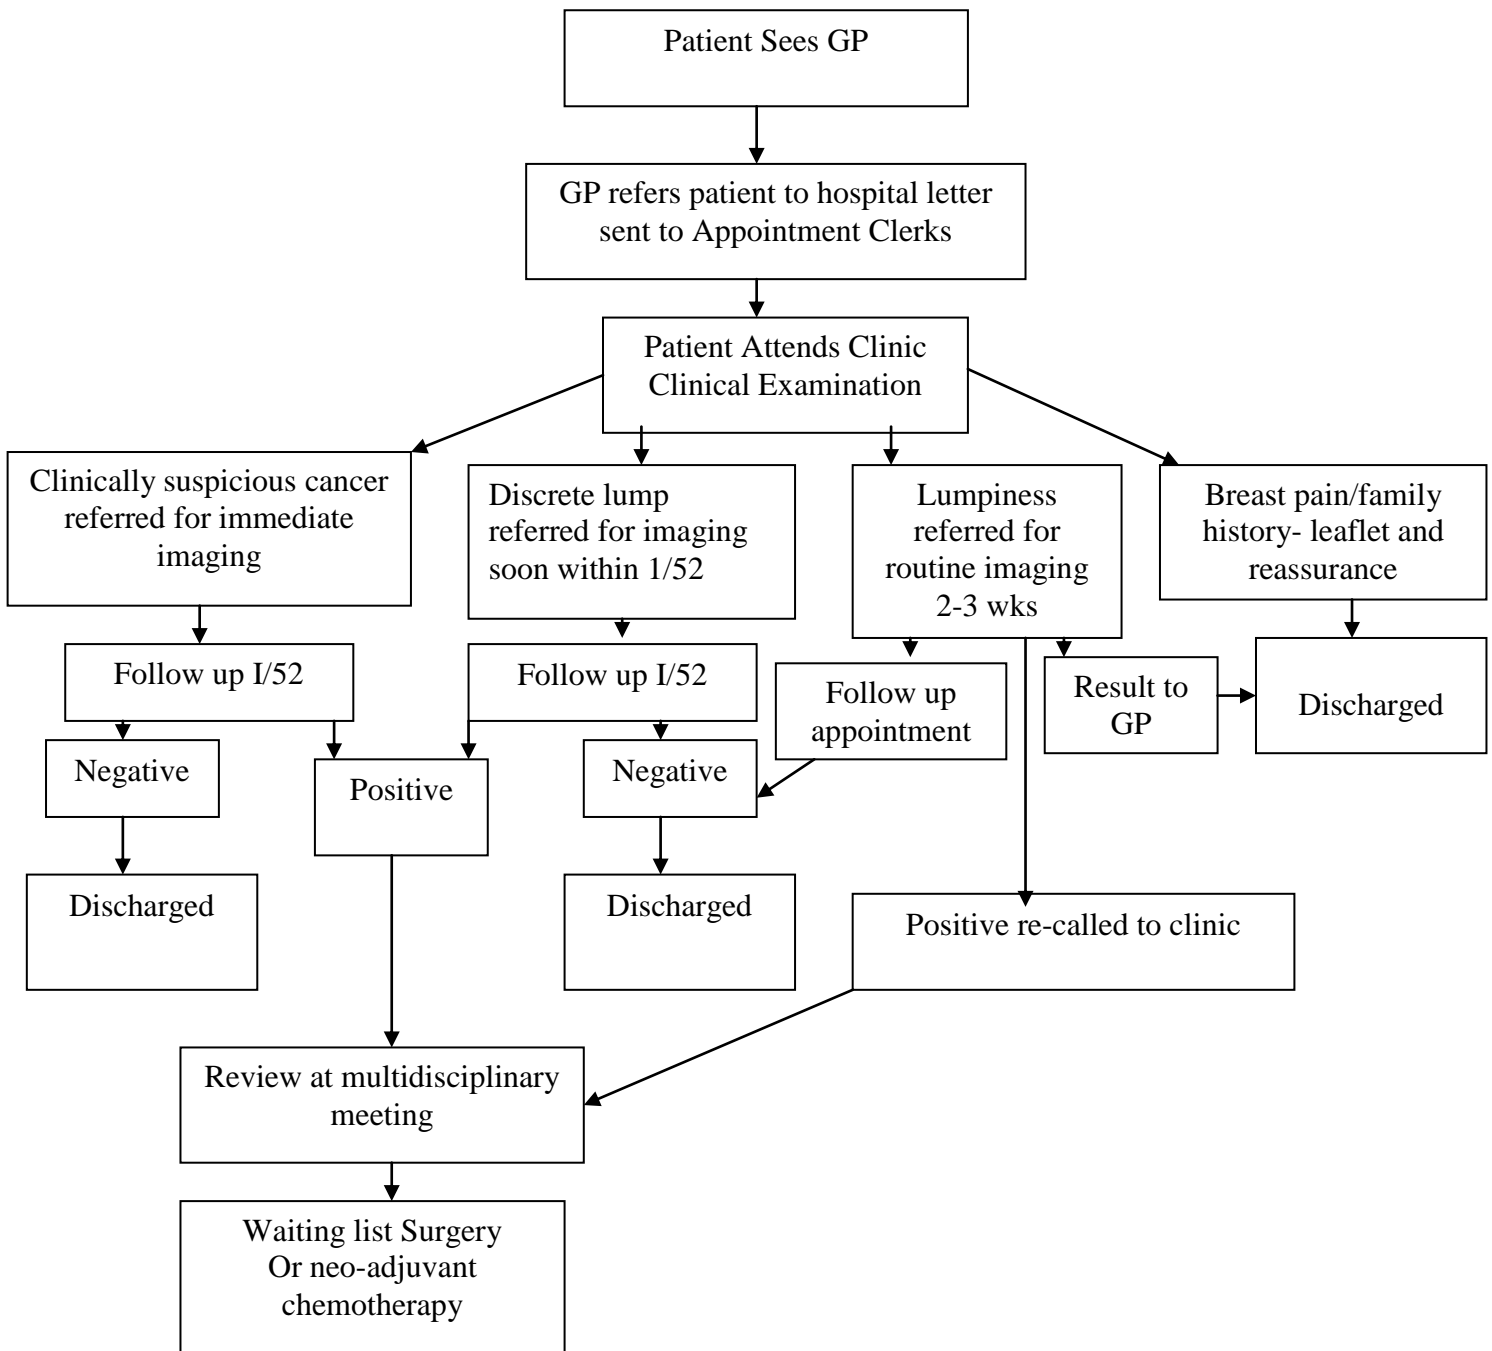 Patient Sees GP
GP refers patient to hospital letter
sent to Appointment Clerks
Patient Attends Clinic
Clinical Examination
Clinically suspicious cancer
referred for immediate
imaging
Discrete lump
referred for imaging
soon within 1/52
Lumpiness
referred for
routine imaging
2-3 wks
Breast pain/family
history- leaflet and
reassurance
Follow up I/52
Follow up I/52
Follow up
appointment
Result to
GP
Discharged
Negative
Positive
Negative
Discharged
Discharged
Positive re-called to clinic
Review at multidisciplinary
meeting
Waiting list Surgery
Or neo-adjuvant
chemotherapy